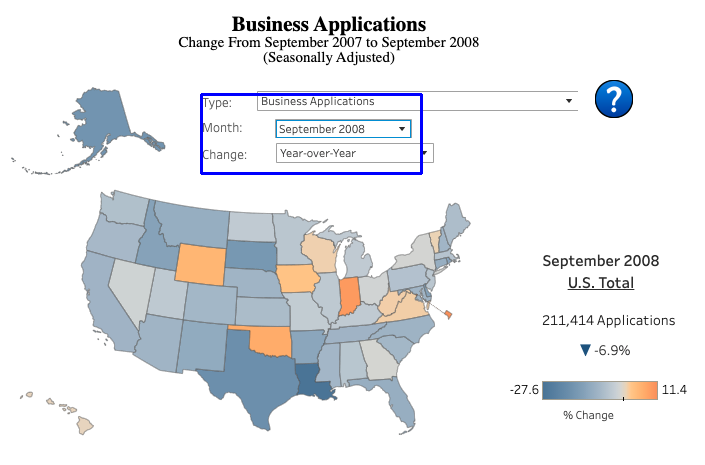 Business Applications
Change From September 2007 to September 2008
(Seasonally Adjusted)
Type: Business Applications
?
Month: September 2008
Change: Year-over-Year
September 2008
U.S. Total
211,414 Applications
-6.9%
-27.6 11.4
% Change